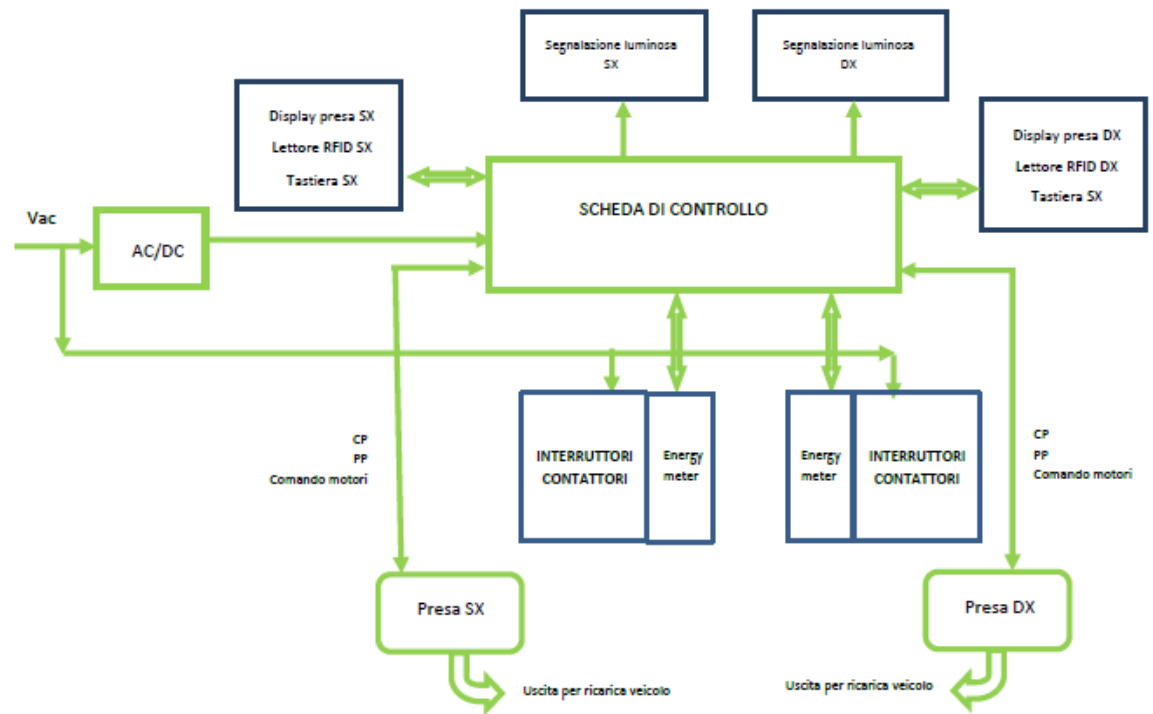 Segnalazione luminosa
SX
Segnalazione luminosa
DX
Display presa SX
Lettore RFID SX
Tastiera SX
Display presa DX
Lettore RFID DX
Tastiera SX
SCHEDA DI CONTROLLO
Vac
AC/DC
CP
PP
Comando motori
INTERRUTTORI
CONTATTORI
Energy
meter
Energy
meter
INTERRUTTORI
CONTATTORI
CP
PP
Comando motori
Presa SX
Presa DX
Uscita per ricarica veicolo
Uscita per ricarica veicolo